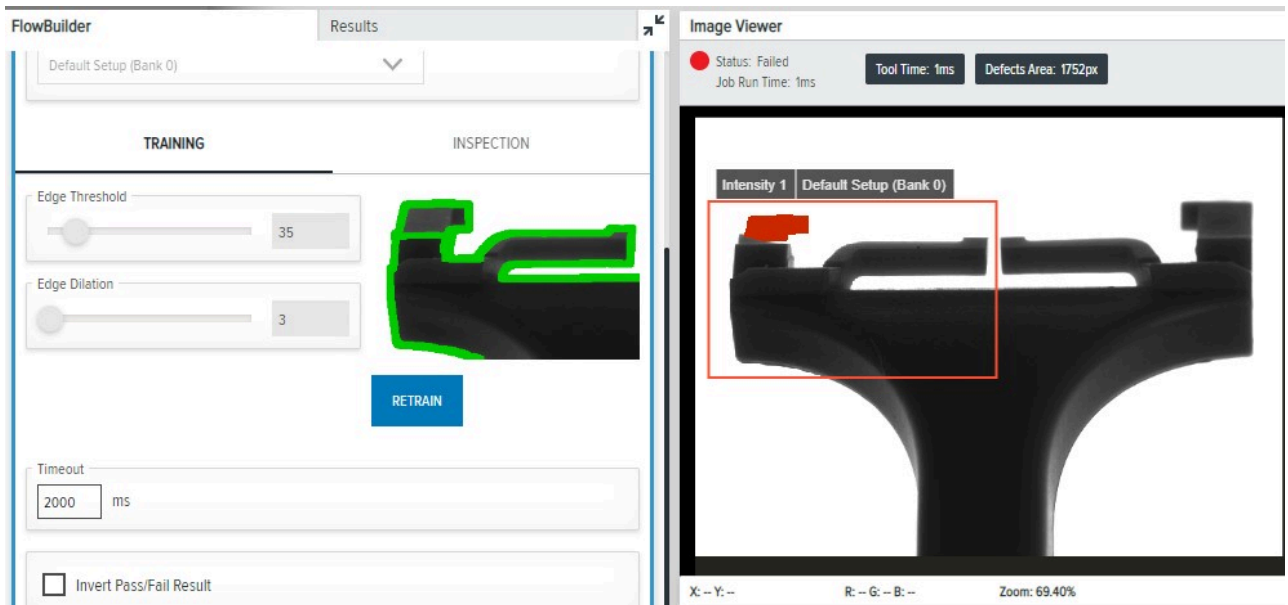 FlowBuilder
Results
Default Setup (Bank 0)
TRAINING
INSPECTION
Edge Threshold
35
Edge Dilation
3
RETRAIN
Timeout
2000 ms
Invert Pass/Fail Result
Image Viewer
Status: Failed
Job Run Time: 1ms
Tool Time: 1ms
Defects Area: 1752px
Intensity 1 Default Setup (Bank 0)
X: -- Y: -- R: -- G: -- B: -- Zoom: 69.40%